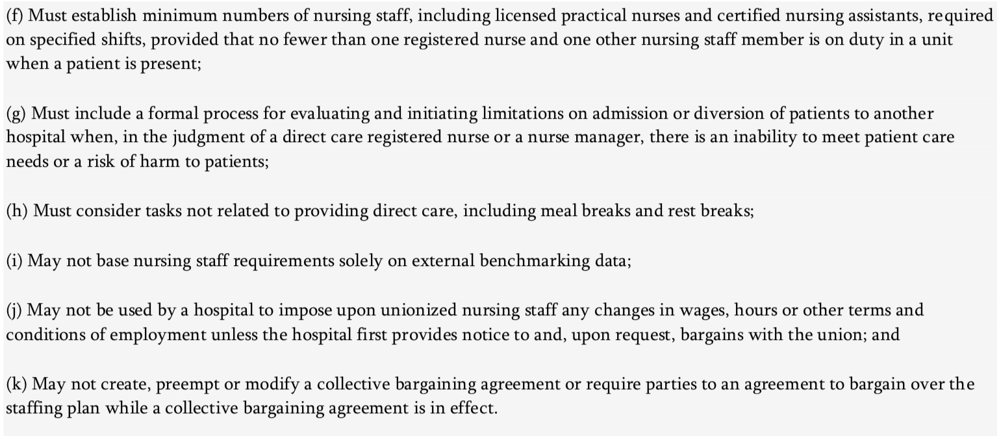 (f) Must establish minimum numbers of nursing staff, including licensed practical nurses and certified nursing assistants, required
on specified shifts, provided that no fewer than one registered nurse and one other nursing staff member is on duty in a unit
when a patient is present;
(g) Must include a formal process for evaluating and initiating limitations on admission or diversion of patients to another
hospital when, in the judgment of a direct care registered nurse or a nurse manager, there is an inability to meet patient care
needs or a risk of harm to patients;
(h) Must consider tasks not related to providing direct care, including meal breaks and rest breaks;
(i) May not base nursing staff requirements solely on external benchmarking data;
(j) May not be used by a hospital to impose upon unionized nursing staff any changes in wages, hours or other terms and
conditions of employment unless the hospital first provides notice to and, upon request, bargains with the union; and
(k) May not create, preempt or modify a collective bargaining agreement or require parties to an agreement to bargain over the
staffing plan while a collective bargaining agreement is in effect.